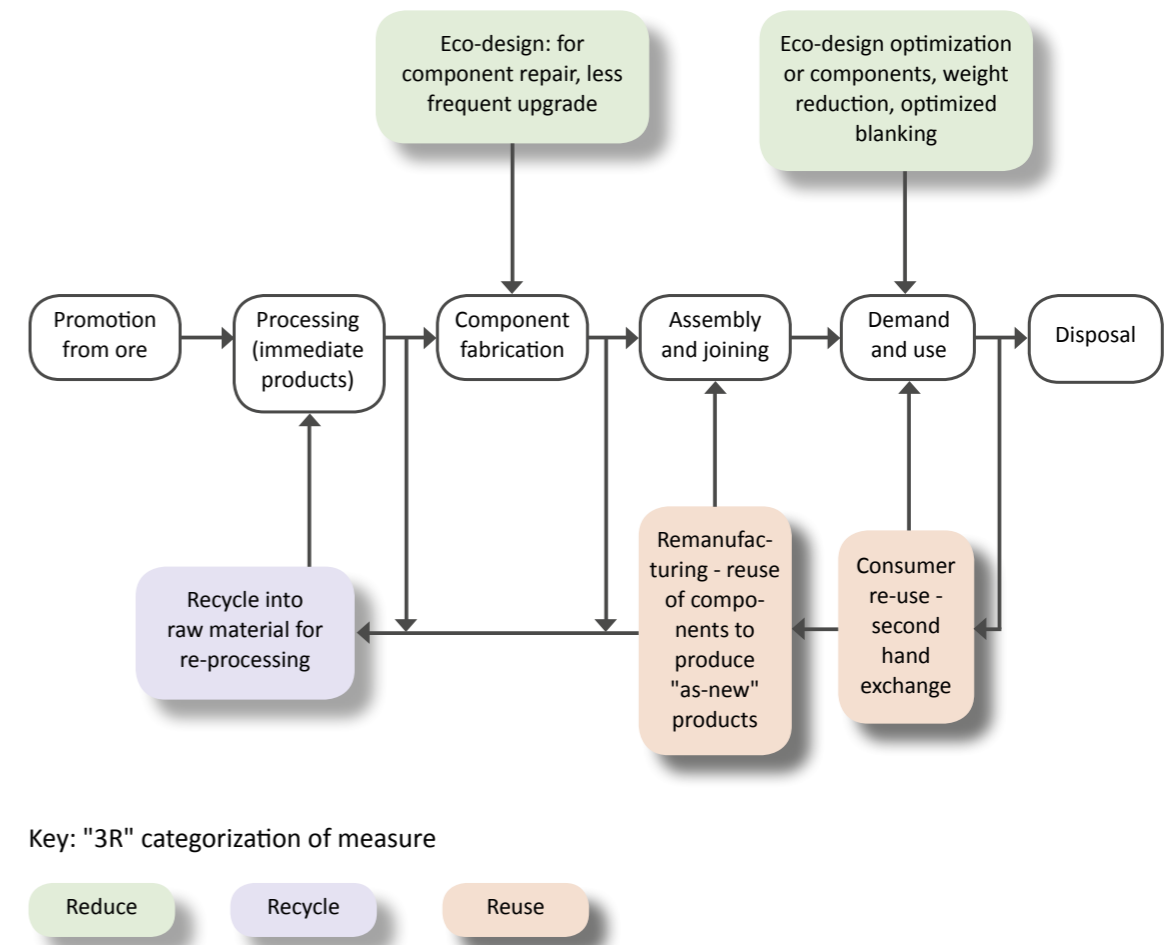 Eco-design: for
component repair, less
frequent upgrade
Eco-design optimization
or components, weight
reduction, optimized
blanking
Promotion
from ore
Processing
(immediate
products)
Component
fabrication
Assembly
and joining
Demand
and use
Disposal
Recycle into
raw material for
re-processing
Remanufac-
turing - reuse
of compo-
nents to
produce
"as-new"
products
Consumer
re-use -
second
hand
exchange
Key: "3R" categorization of measure
Reduce
Recycle
Reuse